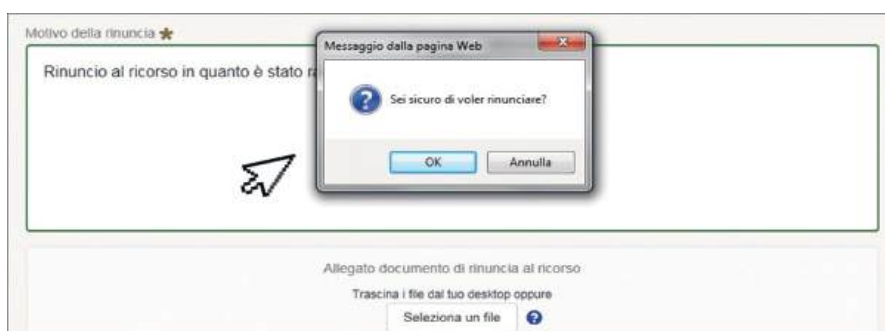 Motivo della rinuncia
Messaggio dalla pagina Web
Rinuncio al ricorso in quanto è stato
Sei sicuro di voler rinunciare?
OK Annulla
Allegato documento di rinuncia al ricorso
Trascina i file dal tuo desktop oppure
Seleziona un file